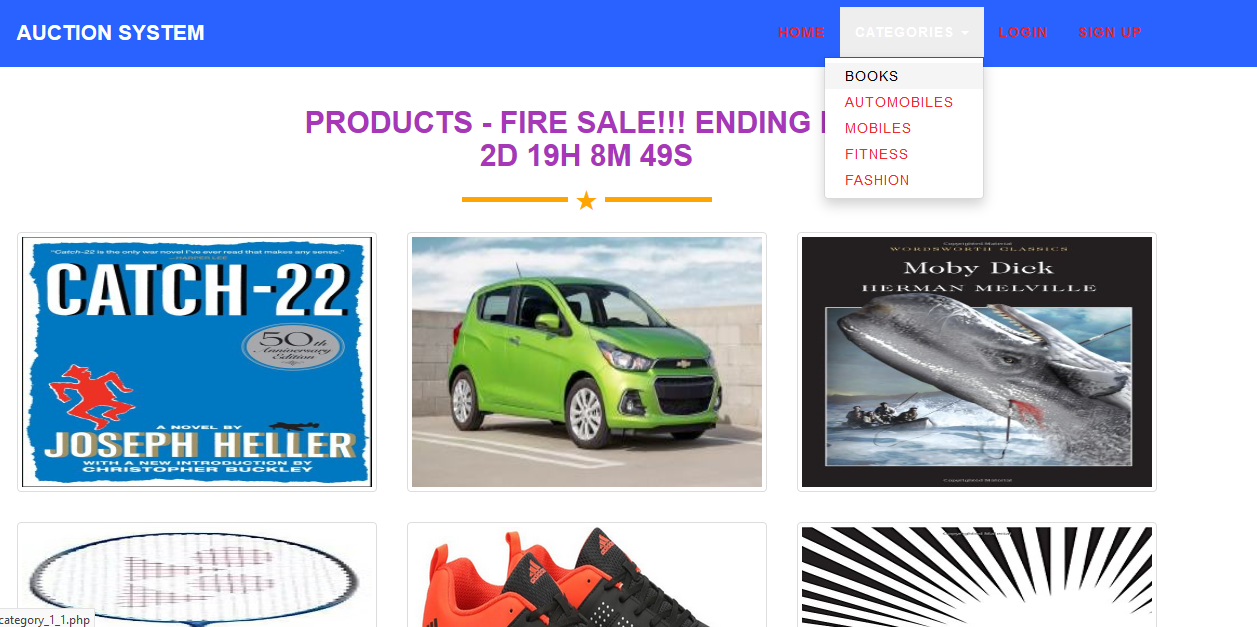 AUCTION SYSTEM
HOME
CATEGORIES
LOGIN
SIGN UP
BOOKS
AUTOMOBILES
MOBILES
FITNESS
FASHION
PRODUCTS - FIRE SALE!!! ENDING
2D 19H 8M 49S
"Catch-22 is the only war novel I've ever read that makes any sense."
—HARPER LEE
CATCH-22
50th
Anniversary
Edition
A NOVEL BY
JOSEPH HELLER
WITH A NEW INTRODUCTION BY
CHRISTOPHER BUCKLEY
Copyrighted Material
WORDSWORTH CLASSICS
Moby Dick
HERMAN MELVILLE
Copyrighted Material
adidas
adidas
category_1_1.php